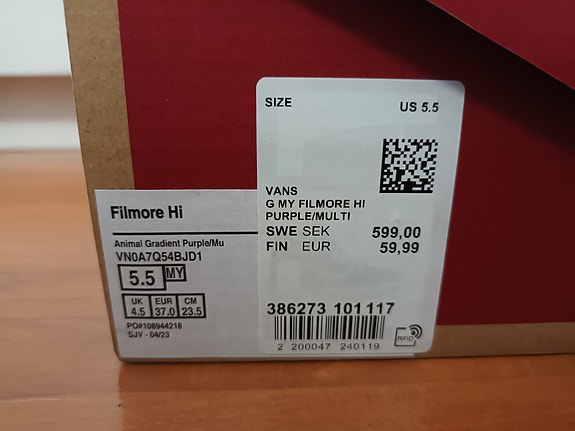 SIZE US 5.5
VANS
G MY FILMORE HI
PURPLE/MULTI
SWE SEK 599,00
FIN EUR 59,99
386273 101117
2 200047 240119
RFID
Filmore Hi
Animal Gradient Purple/Mu
VN0A7Q54BJD1
5.5 MY
UK EUR CM
4.5 37.0 23.5
PO#108944218
SJV - 04/23